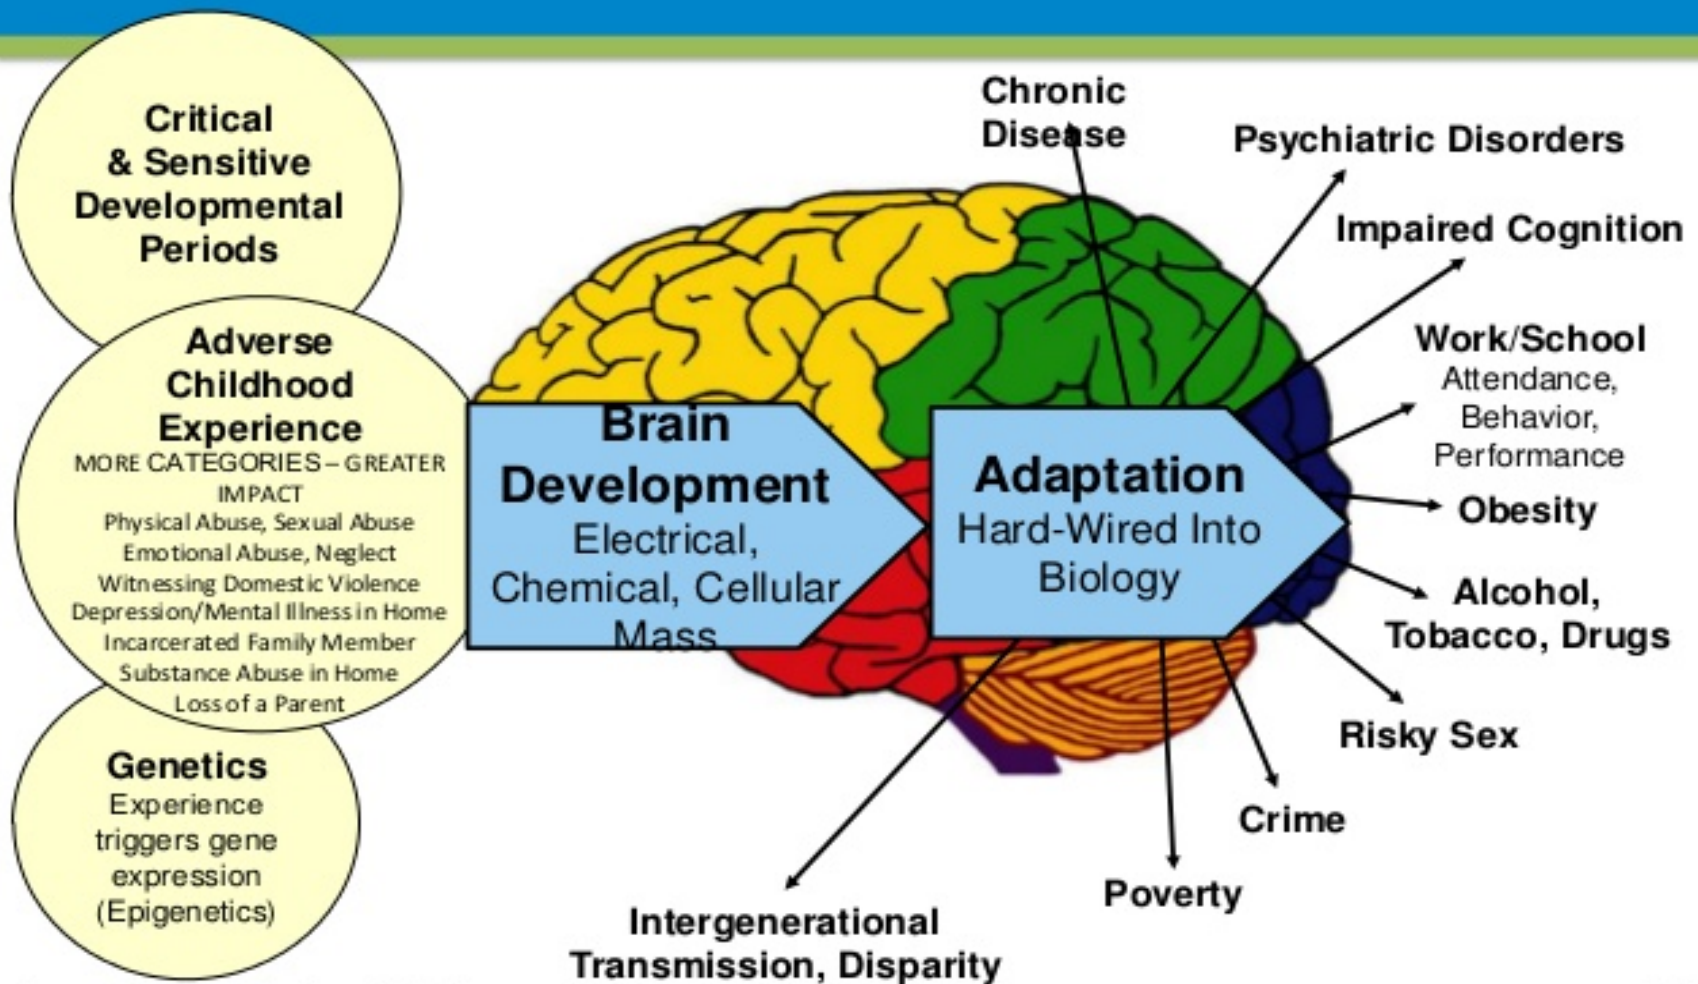 Critical
& Sensitive
Developmental
Periods
Adverse
Childhood
Experience
MORE CATEGORIES – GREATER
IMPACT
Physical Abuse, Sexual Abuse
Emotional Abuse, Neglect
Witnessing Domestic Violence
Depression/Mental Illness in Home
Incarcerated Family Member
Substance Abuse in Home
Loss of a Parent
Genetics
Experience
triggers gene
expression
(Epigenetics)
Brain
Development
Electrical,
Chemical, Cellular
Mass
Adaptation
Hard-Wired Into
Biology
Chronic
Disease
Psychiatric Disorders
Impaired Cognition
Work/School
Attendance,
Behavior,
Performance
Obesity
Alcohol,
Tobacco, Drugs
Risky Sex
Crime
Poverty
Intergenerational
Transmission, Disparity